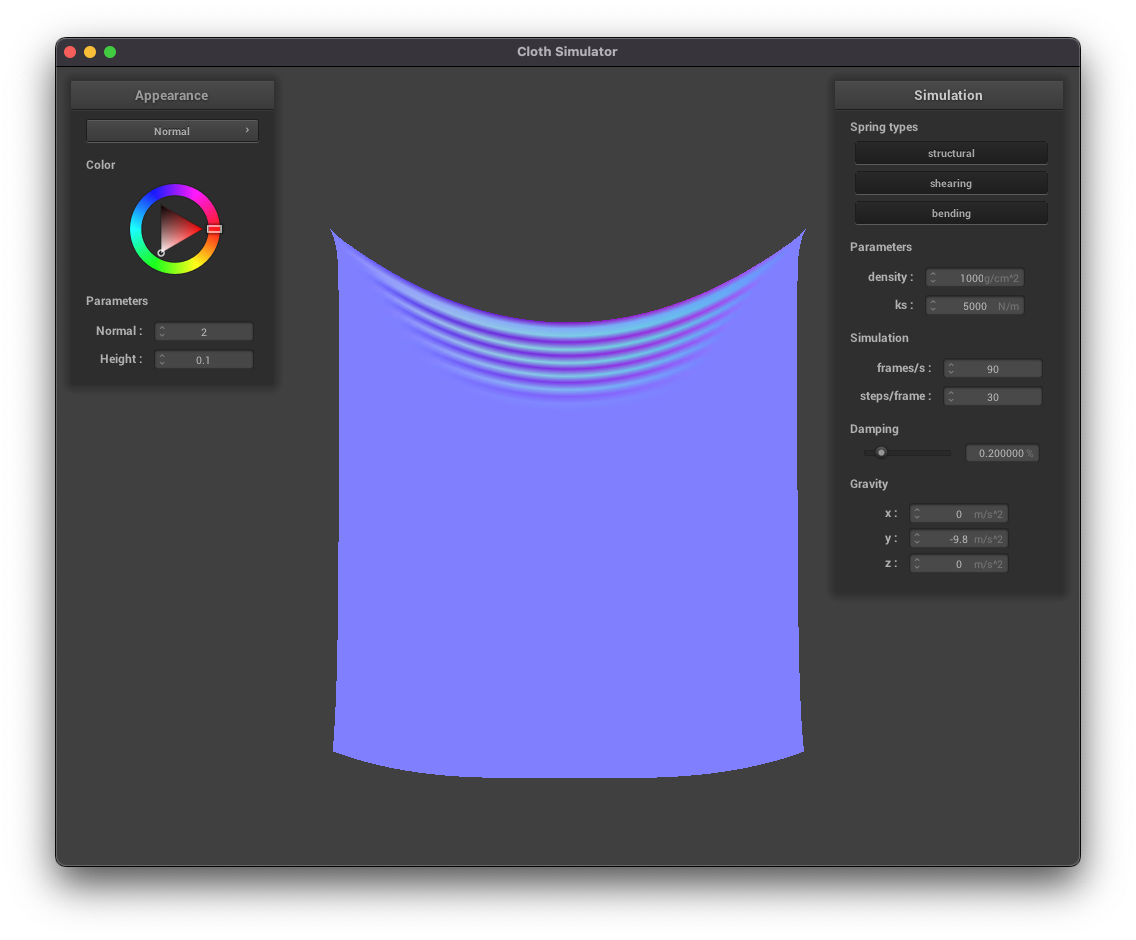 Cloth Simulator
Appearance
Normal
Color
Parameters
Normal : 2
Height : 0.1
Simulation
Spring types
structural
shearing
bending
Parameters
density : 1000 g/cm^2
ks : 5000 N/m
Simulation
frames/s : 90
steps/frame : 30
Damping
0.200000 %
Gravity
x : 0 m/s^2
y : -9.8 m/s^2
z : 0 m/s^2